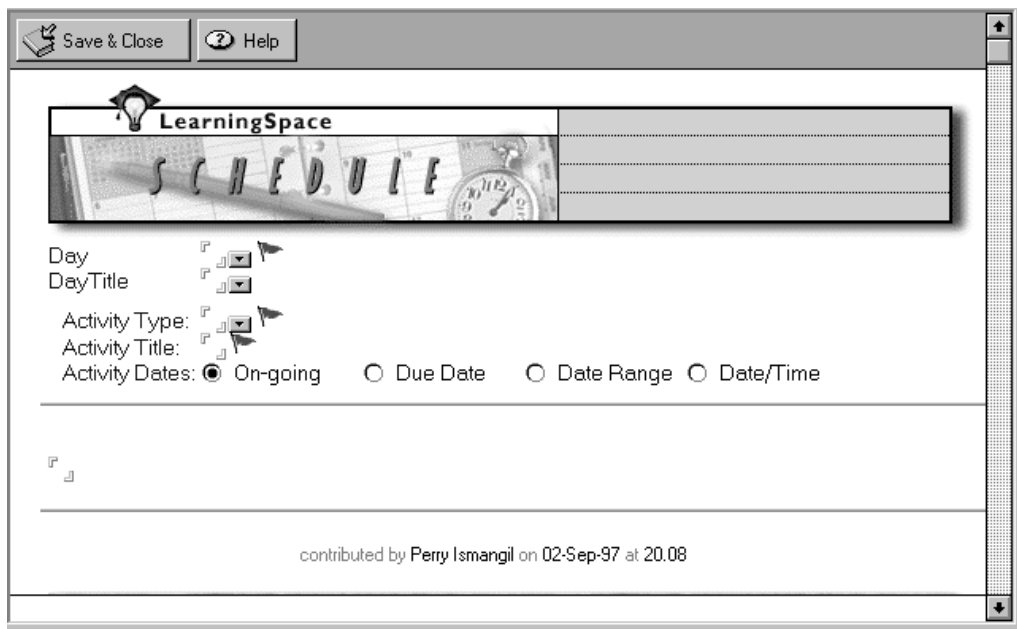 Save & Close Help
LearningSpace
SCHEDULE
Day
DayTitle
Activity Type:
Activity Title:
Activity Dates: On-going Due Date Date Range Date/Time
contributed by Perry Ismangil on 02-Sep-97 at 20.08